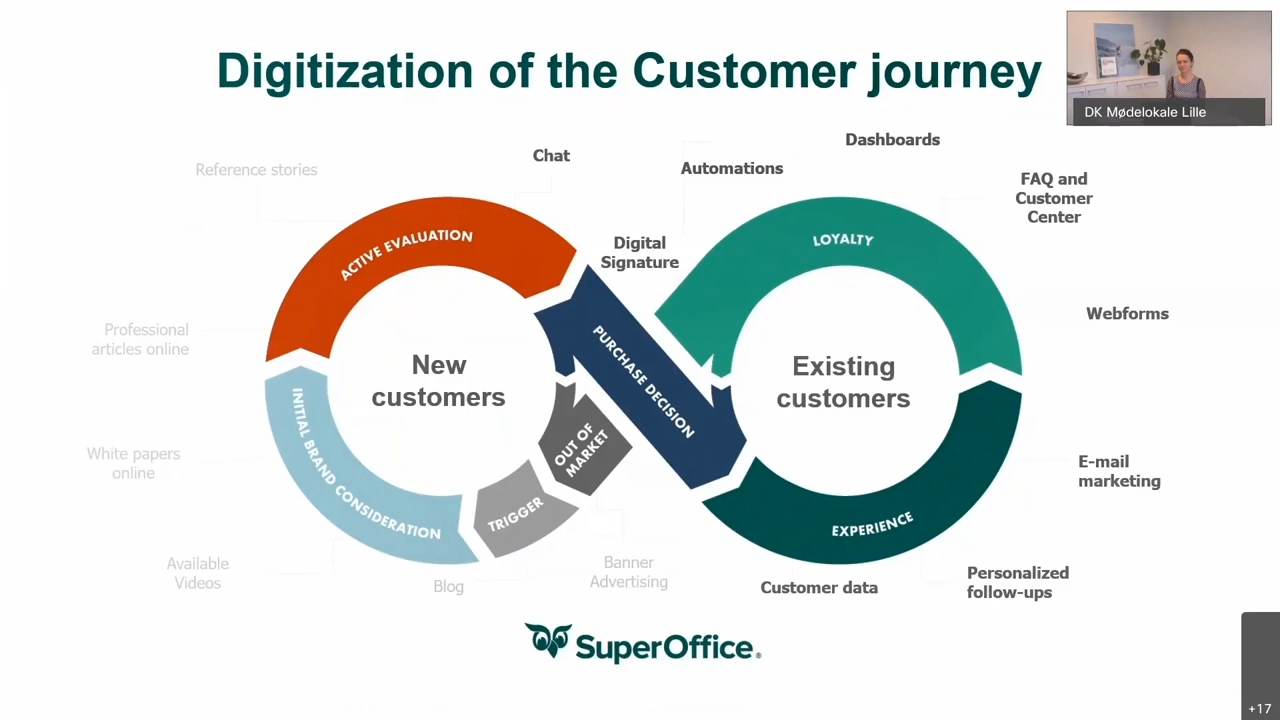 Digitization of the Customer journey
DK Mødelokale Lille
Dashboards
Chat
Automations
Reference stories
FAQ and
Customer
Center
ACTIVE EVALUATION
LOYALTY
Digital
Signature
Webforms
Professional
articles online
PURCHASE DECISION
New
customers
Existing
customers
INITIAL BRAND CONSIDERATION
OUT OF
MARKET
White papers
online
E-mail
marketing
TRIGGER
EXPERIENCE
Available
Videos
Blog
Banner
Advertising
Customer data
Personalized
follow-ups
SuperOffice®
+17